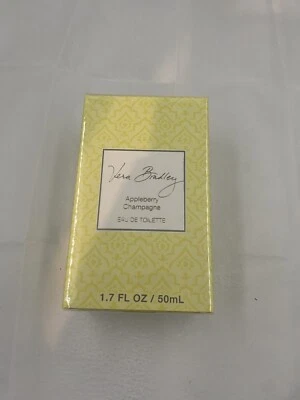 Vera Bradley
Appleberry
Champagne
EAU DE TOILETTE
1.7 FL OZ / 50mL